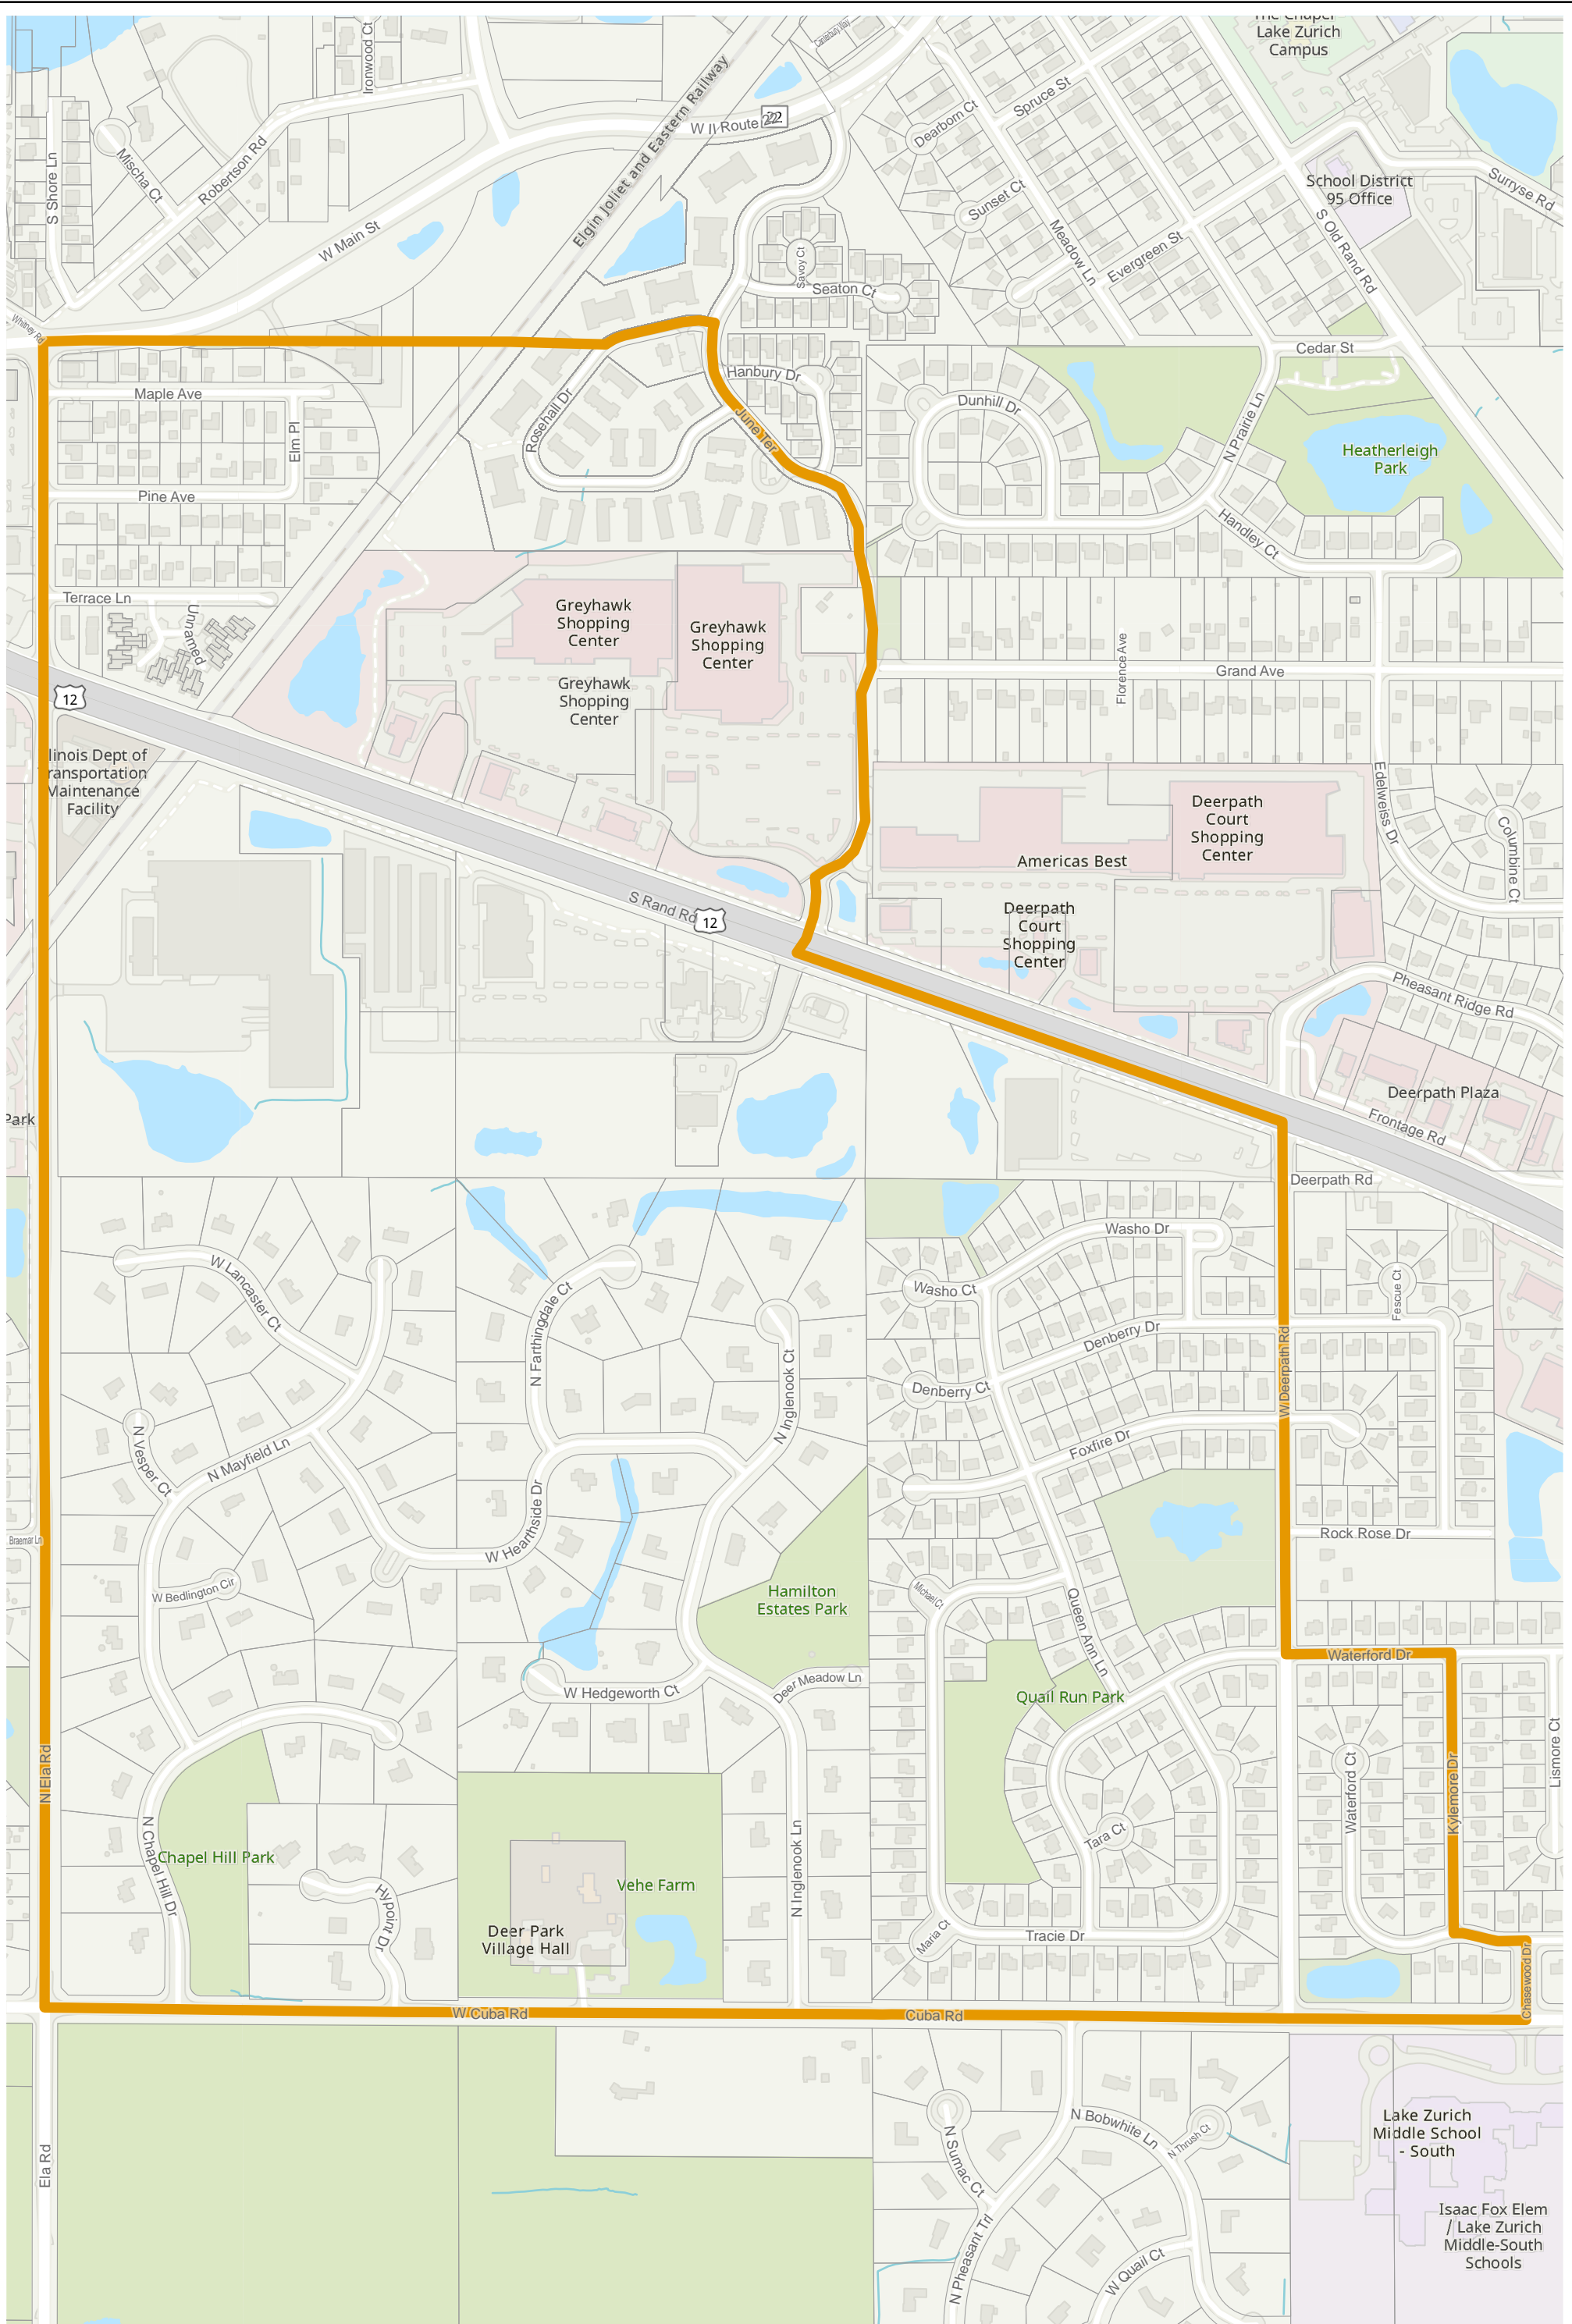 The Chapel
Lake Zurich
Campus
Canterbury Way
Ironwood Ct
Elgin Joliet and Eastern Railway
W Il Route 22
22
Dearborn Ct
Spruce St
S Shore Ln
Mischa Ct
Robertson Rd
School District
95 Office
Surryse Rd
Sunset Ct
W Main St
Meadow Ln
Evergreen St
S Old Rand Rd
Savoy Ct
Seaton Ct
Whitney Rd
Cedar St
Maple Ave
Hanbury Dr
Rosehall Dr
June Ter
Dunhill Dr
N Prairie Ln
Elm Pl
Heatherleigh
Park
Pine Ave
Handley Ct
Terrace Ln
Unnamed
Greyhawk
Shopping
Center
Greyhawk
Shopping
Center
Greyhawk
Shopping
Center
Florence Ave
Grand Ave
12
llinois Dept of
ransportation
Maintenance
Facility
Edelweiss Dr
Columbine Ct
Deerpath
Court
Shopping
Center
Americas Best
S Rand Rd
12
Deerpath
Court
Shopping
Center
Pheasant Ridge Rd
Deerpath Plaza
Park
Frontage Rd
Deerpath Rd
Washo Dr
W Lancaster Ct
Washo Ct
Fescue Ct
N Farthingdale Ct
Denberry Dr
N Inglenook Ct
Denberry Ct
W Deerpath Rd
N Vesper Ct
N Mayfield Ln
Foxfire Dr
W Hearthside Dr
Rock Rose Dr
Braemar Ln
W Bedlington Cir
Michael Ct
Hamilton
Estates Park
Queen Ann Ln
Waterford Dr
W Hedgeworth Ct
Deer Meadow Ln
Quail Run Park
N Ela Rd
Waterford Ct
Kylemore Dr
Lismore Ct
N Chapel Hill Dr
Chapel Hill Park
Tara Ct
Vehe Farm
N Inglenook Ln
Hypoint Dr
Deer Park
Village Hall
Maria Ct
Tracie Dr
Chasewood Dr
W Cuba Rd
Cuba Rd
Ela Rd
N Sumac Ct
N Bobwhite Ln
N Thrush Ct
Lake Zurich
Middle School
- South
N Pheasant Trl
W Quail Ct
Isaac Fox Elem
/ Lake Zurich
Middle-South
Schools